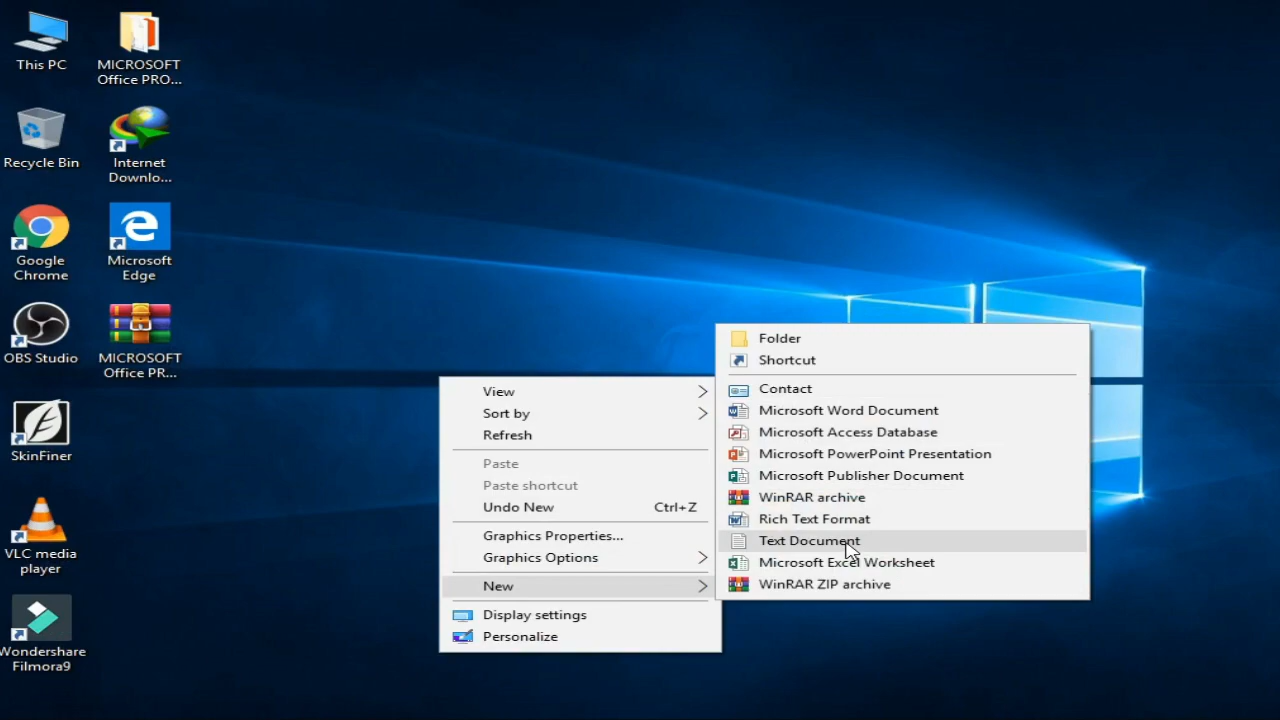 This PC
MICROSOFT
Office PRO...
Recycle Bin
Internet
Downlo...
Google
Chrome
Microsoft
Edge
OBS Studio
MICROSOFT
Office PR...
SkinFiner
VLC media
player
Wondershare
Filmora9
View
Sort by
Refresh
Paste
Paste shortcut
Undo New Ctrl+Z
Graphics Properties...
Graphics Options
New
Display settings
Personalize
Folder
Shortcut
Contact
Microsoft Word Document
Microsoft Access Database
Microsoft PowerPoint Presentation
Microsoft Publisher Document
WinRAR archive
Rich Text Format
Text Document
Microsoft Excel Worksheet
WinRAR ZIP archive